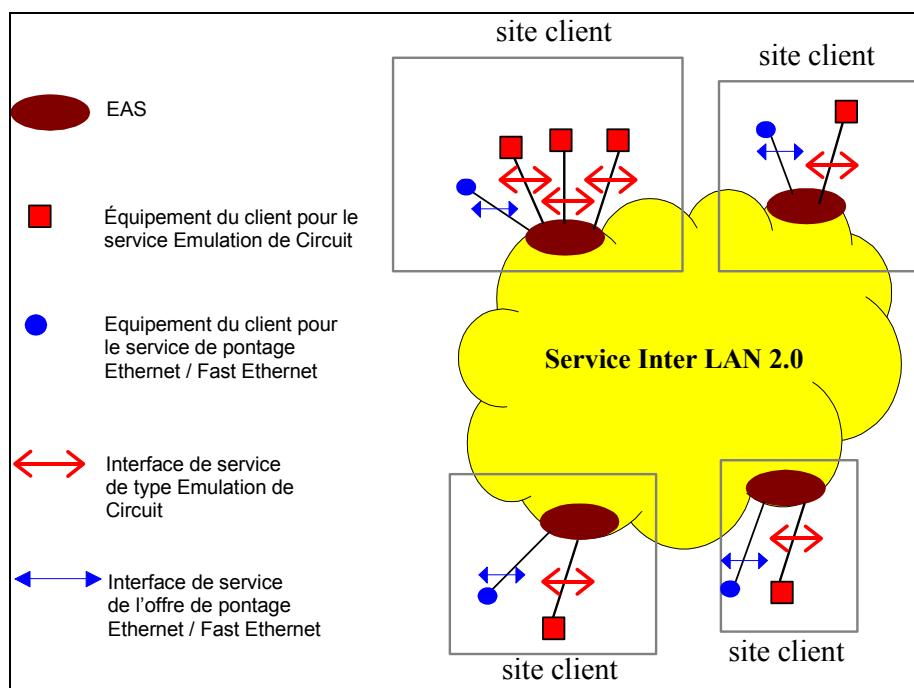 site client
site client
EAS
Équipement du client pour le
service Emulation de Circuit
Equipement du client pour
le service de pontage
Ethernet / Fast Ethernet
Service Inter LAN 2.0
Interface de service
de type Emulation de
Circuit
Interface de service
de l'offre de pontage
Ethernet / Fast Ethernet
site client
site client